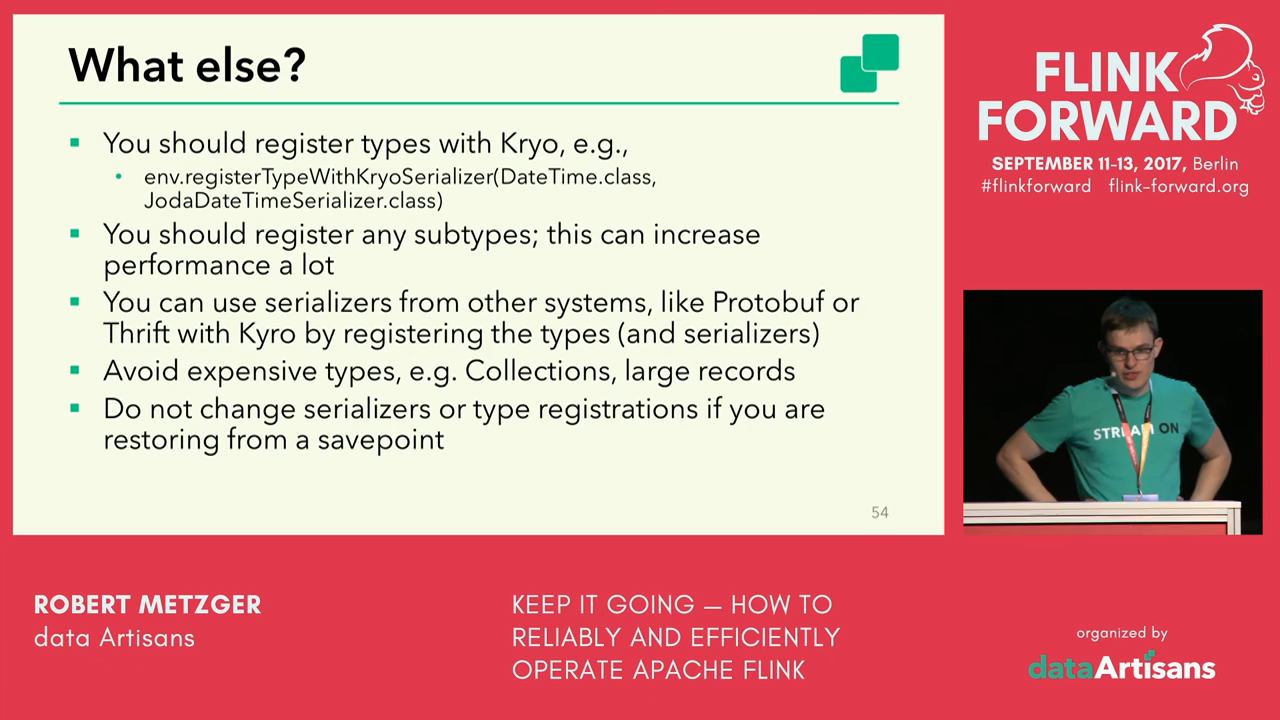 What else?
You should register types with Kryo, e.g.,
env.registerTypeWithKryoSerializer(DateTime.class,
JodaDateTimeSerializer.class)
You should register any subtypes; this can increase
performance a lot
You can use serializers from other systems, like Protobuf or
Thrift with Kyro by registering the types (and serializers)
Avoid expensive types, e.g. Collections, large records
Do not change serializers or type registrations if you are
restoring from a savepoint
54
FLINK
FORWARD
SEPTEMBER 11-13, 2017, Berlin
#flinkforward flink-forward.org
STREAM ON
ROBERT METZGER
data Artisans
KEEP IT GOING — HOW TO
RELIABLY AND EFFICIENTLY
OPERATE APACHE FLINK
organized by
dataArtisans